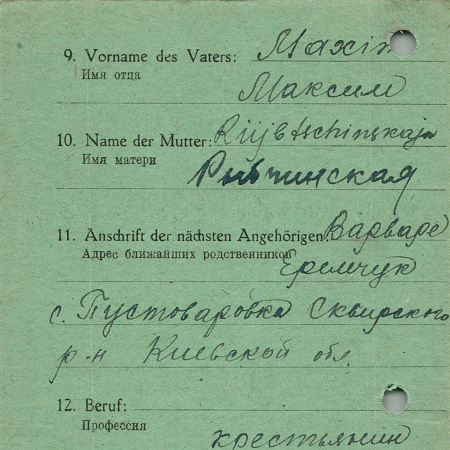 9. Vorname des Vaters: Maxim
Имя отца
Максим
10. Name der Mutter: Rüjbtschinskaja
Имя матери
Рыбчинская
11. Anschrift der nächsten Angehörigen: Варваре
Адрес ближайших родственников
Еремчук
с. Пустоваровка Сквирского
р-н Киевской обл.
12. Beruf:
Профессия
крестьянин